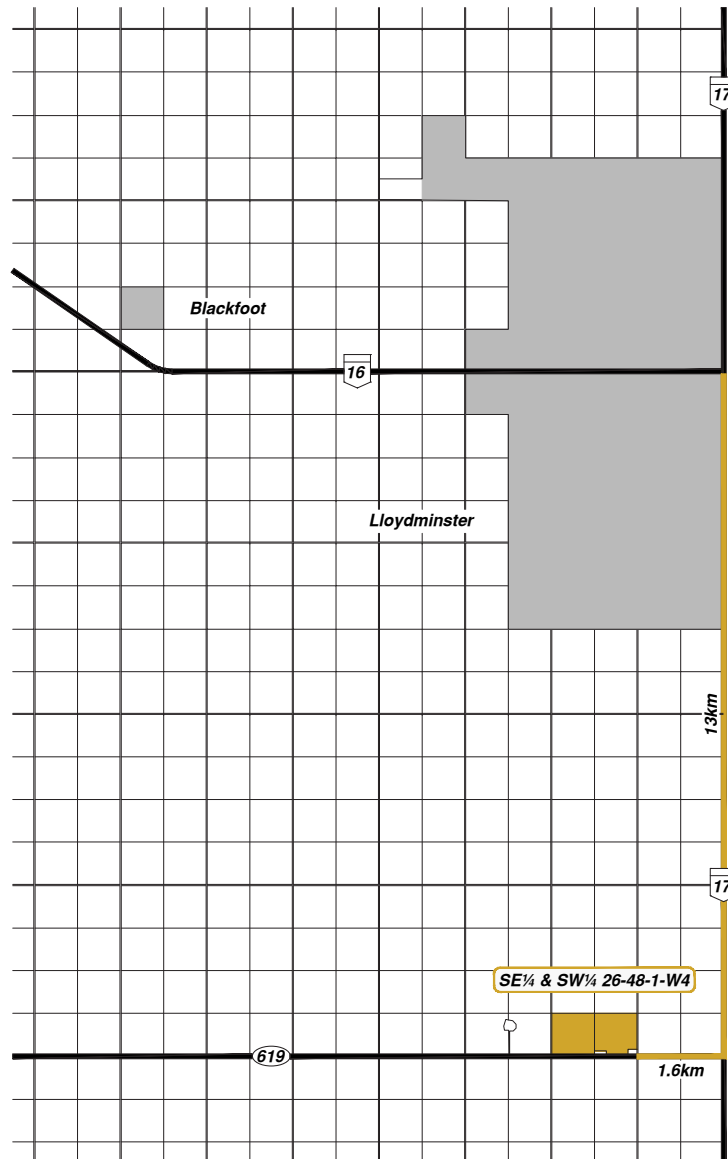 17
Blackfoot
16
Lloydminster
13km
17
SE¼ & SW¼ 26-48-1-W4
619
1.6km